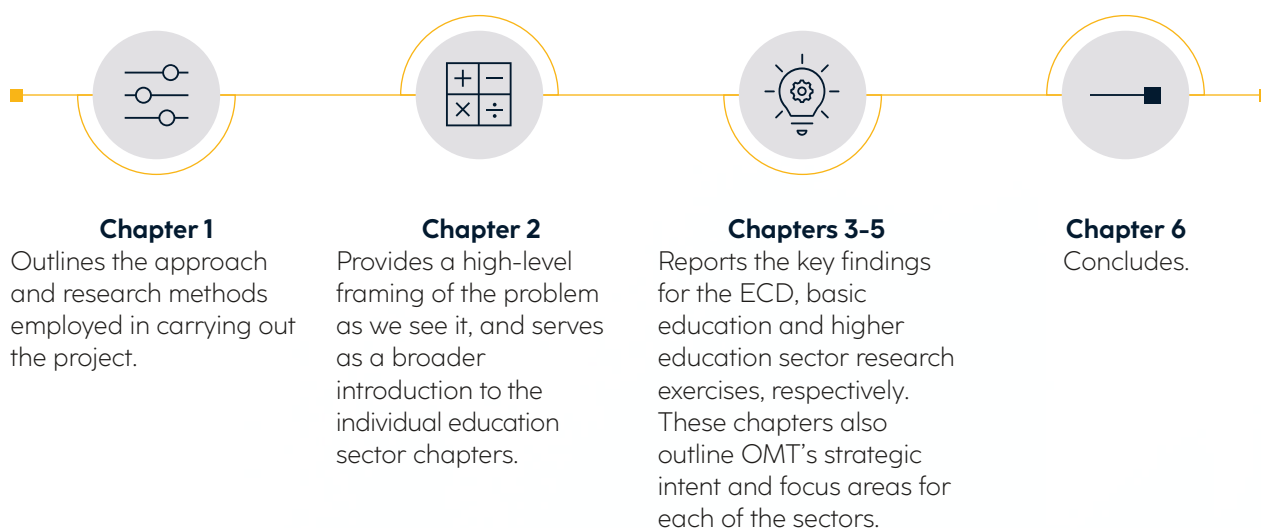 Chapter 1
Outlines the approach
and research methods
employed in carrying out
the project.
Chapter 2
Provides a high-level
framing of the problem
as we see it, and serves
as a broader
introduction to the
individual education
sector chapters.
Chapters 3-5
Reports the key findings
for the ECD, basic
education and higher
education sector research
exercises, respectively.
These chapters also
outline OMT's strategic
intent and focus areas for
each of the sectors.
Chapter 6
Concludes.